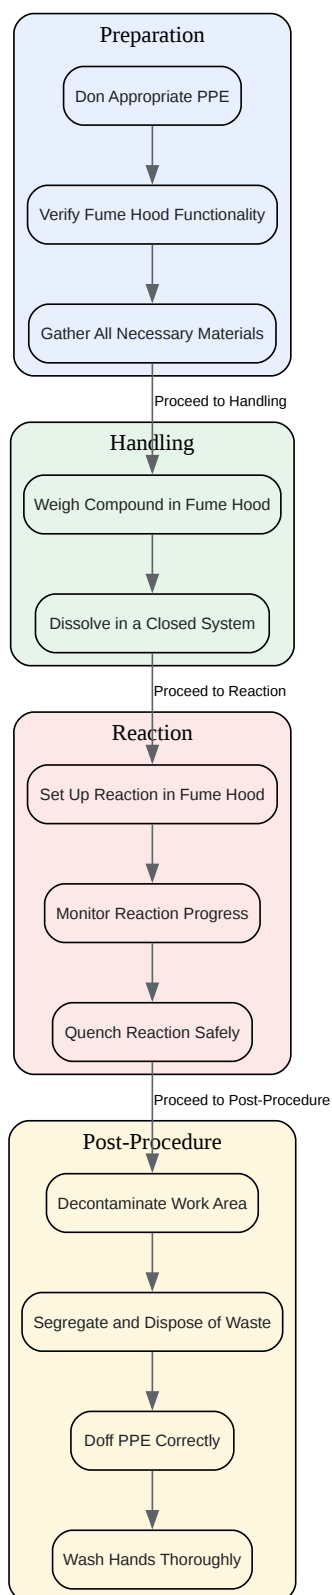 Preparation
Don Appropriate PPE
Verify Fume Hood Functionality
Gather All Necessary Materials
Proceed to Handling
Handling
Weigh Compound in Fume Hood
Dissolve in a Closed System
Proceed to Reaction
Reaction
Set Up Reaction in Fume Hood
Monitor Reaction Progress
Quench Reaction Safely
Proceed to Post-Procedure
Post-Procedure
Decontaminate Work Area
Segregate and Dispose of Waste
Doff PPE Correctly
Wash Hands Thoroughly